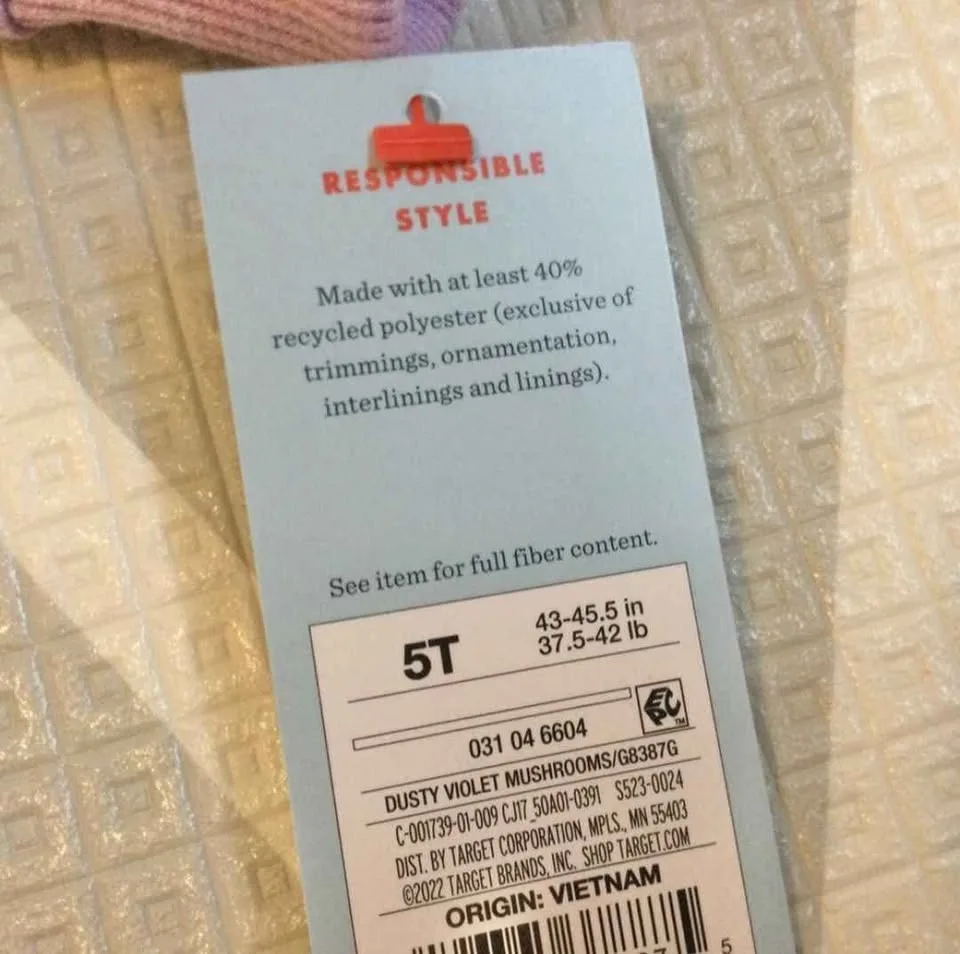 RESPONSIBLE
STYLE
Made with at least 40%
recycled polyester (exclusive of
trimmings, ornamentation,
interlinings and linings).
See item for full fiber content.
5T
43-45.5 in
37.5-42 lb
EPC™
031 04 6604
DUSTY VIOLET MUSHROOMS/G8387G
C-001739-01-009 CJ17_50A01-0391 S523-0024
DIST. BY TARGET CORPORATION, MPLS., MN 55403
©2022 TARGET BRANDS, INC. SHOP TARGET.COM
ORIGIN: VIETNAM
5